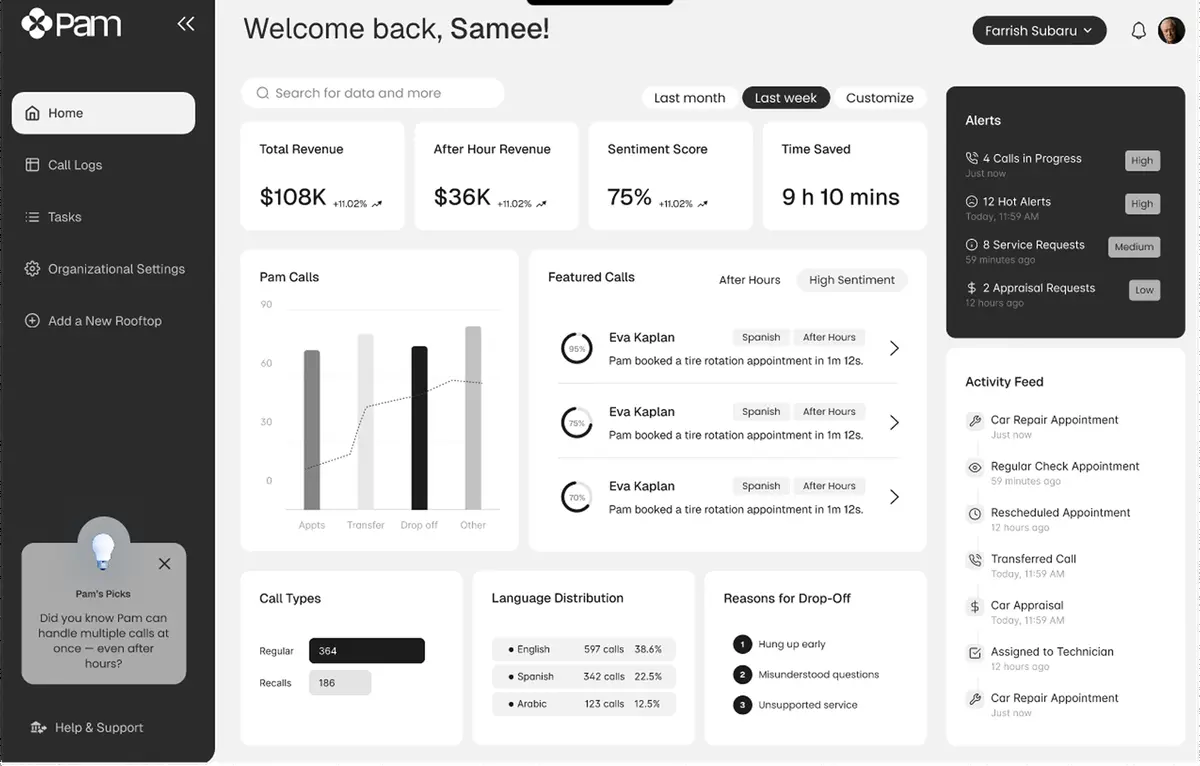 Pam
Home
Call Logs
Tasks
Organizational Settings
Add a New Rooftop
Pam's Picks
Did you know Pam can
handle multiple calls at
once — even after
hours?
Help & Support
Welcome back, Samee!
Farrish Subaru
Search for data and more
Last month
Last week
Customize
Total Revenue
$108K +11.02%
After Hour Revenue
$36K +11.02%
Sentiment Score
75% +11.02%
Time Saved
9 h 10 mins
Pam Calls
90
60
30
0
Appts Transfer Drop off Other
Featured Calls
After Hours
High Sentiment
95%
Eva Kaplan Spanish After Hours
Pam booked a tire rotation appointment in 1m 12s.
75%
Eva Kaplan Spanish After Hours
Pam booked a tire rotation appointment in 1m 12s.
70%
Eva Kaplan Spanish After Hours
Pam booked a tire rotation appointment in 1m 12s.
Call Types
Regular 364
Recalls 186
Language Distribution
English 597 calls 38.6%
Spanish 342 calls 22.5%
Arabic 123 calls 12.5%
Reasons for Drop-Off
1 Hung up early
2 Misunderstood questions
3 Unsupported service
Alerts
4 Calls in Progress High
Just now
12 Hot Alerts High
Today, 11:59 AM
8 Service Requests Medium
59 minutes ago
$ 2 Appraisal Requests Low
12 hours ago
Activity Feed
Car Repair Appointment
Just now
Regular Check Appointment
59 minutes ago
Rescheduled Appointment
12 hours ago
Transferred Call
Today, 11:59 AM
$ Car Appraisal
Today, 11:59 AM
Assigned to Technician
12 hours ago
Car Repair Appointment
Just now